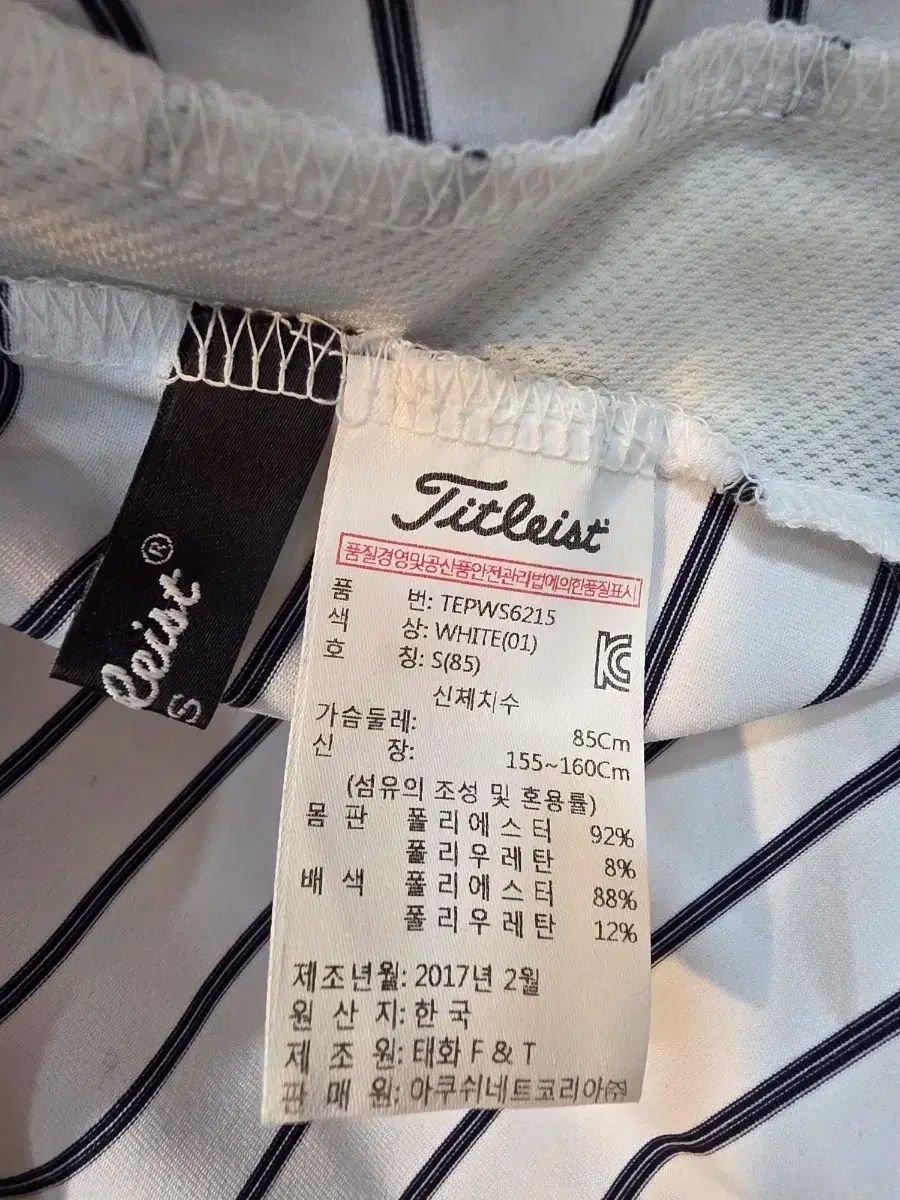 leist®
S
Titleist
품질경영및공산품안전관리법에의한품질표시
품 번: TEPWS6215
색 상: WHITE(01)
호 칭: S(85)
신체치수
가슴둘레: 85Cm
신 장: 155~160Cm
(섬유의 조성 및 혼용률)
몸 판 폴리에스터 92%
폴리우레탄 8%
배 색 폴리에스터 88%
폴리우레탄 12%
제조년월: 2017년 2월
원 산 지: 한 국
제 조 원: 태화 F & T
판 매 원: 아쿠쉬네트코리아㈜